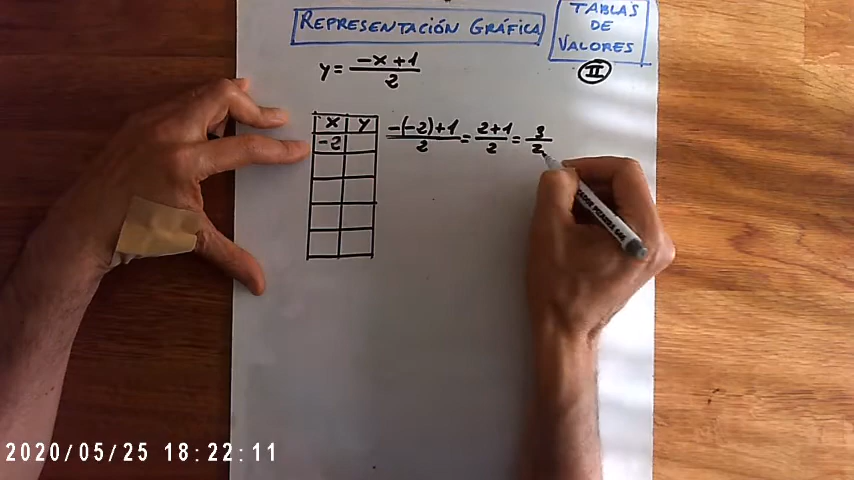 REPRESENTACIÓN GRÁFICA
TABLAS
DE
VALORES
II
y = (-x+1)/2
x y
-2
(-(-2)+1)/2 = (2+1)/2 = 3/2
2020/05/25 18:22:11